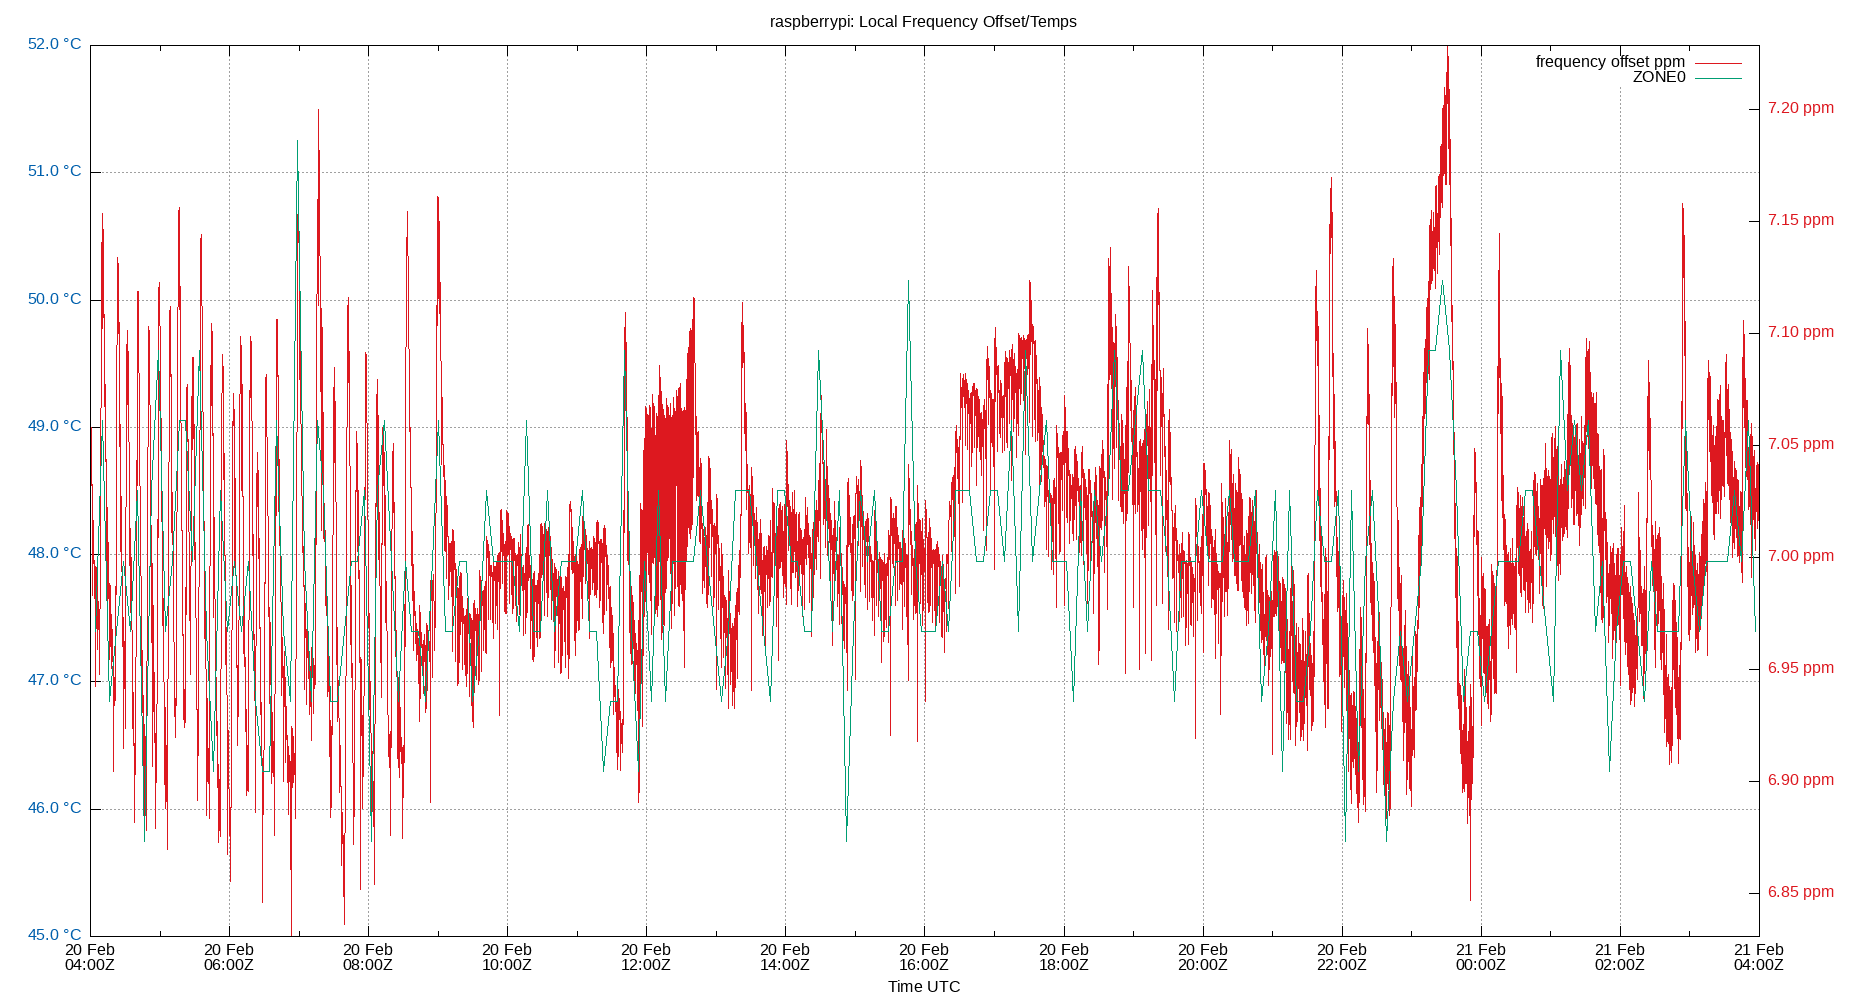 raspberrypi: Local Frequency Offset/Temps
52.0 °C
51.0 °C
50.0 °C
49.0 °C
48.0 °C
47.0 °C
46.0 °C
45.0 °C
frequency offset ppm
ZONE0
7.20 ppm
7.15 ppm
7.10 ppm
7.05 ppm
7.00 ppm
6.95 ppm
6.90 ppm
6.85 ppm
20 Feb 20 Feb 20 Feb 20 Feb 20 Feb 20 Feb 20 Feb 20 Feb 20 Feb 20 Feb 21 Feb 21 Feb 21 Feb
04:00Z 06:00Z 08:00Z 10:00Z 12:00Z 14:00Z 16:00Z 18:00Z 20:00Z 22:00Z 00:00Z 02:00Z 04:00Z
Time UTC